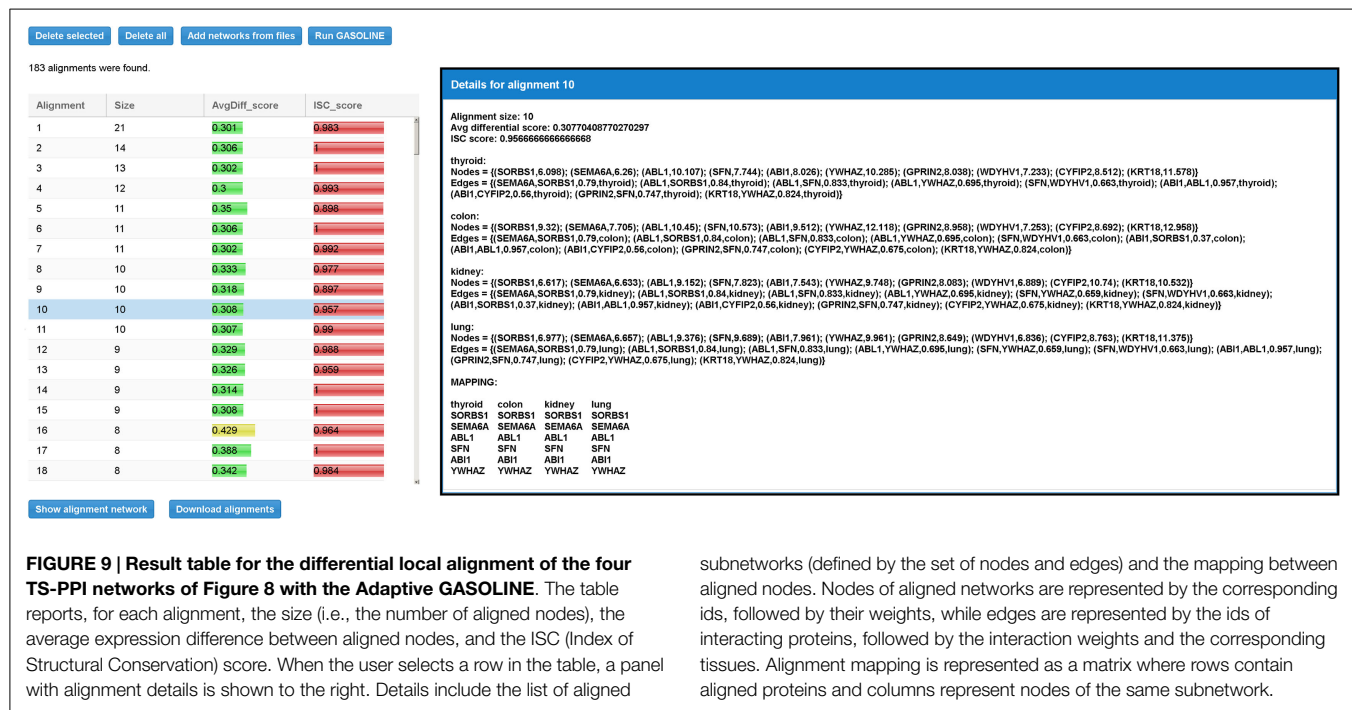 Delete selected Delete all Add networks from files Run GASOLINE
183 alignments were found.
Alignment Size AvgDiff_score ISC_score
1 21 0.301 0.983
2 14 0.306 1
3 13 0.302 1
4 12 0.3 0.993
5 11 0.35 0.898
6 11 0.306 1
7 11 0.302 0.992
8 10 0.333 0.977
9 10 0.318 0.897
10 10 0.308 0.957
11 10 0.307 0.99
12 9 0.329 0.988
13 9 0.326 0.959
14 9 0.314 1
15 9 0.308 1
16 8 0.429 0.964
17 8 0.388 1
18 8 0.342 0.984
Show alignment network Download alignments
Details for alignment 10
Alignment size: 10
Avg differential score: 0.30770408770270297
ISC score: 0.9566666666666668
thyroid:
Nodes = {(SORBS1,6.098); (SEMA6A,6.26); (ABL1,10.107); (SFN,7.744); (ABI1,8.026); (YWHAZ,10.285); (GPRIN2,8.038); (WDYHV1,7.233); (CYFIP2,8.512); (KRT18,11.578)}
Edges = {(SEMA6A,SORBS1,0.79,thyroid); (ABL1,SORBS1,0.84,thyroid); (ABL1,SFN,0.833,thyroid); (ABL1,YWHAZ,0.695,thyroid); (SFN,WDYHV1,0.663,thyroid); (ABI1,ABL1,0.957,thyroid);
(ABI1,CYFIP2,0.56,thyroid); (GPRIN2,SFN,0.747,thyroid); (KRT18,YWHAZ,0.824,thyroid)}
colon:
Nodes = {(SORBS1,9.32); (SEMA6A,7.705); (ABL1,10.45); (SFN,10.573); (ABI1,9.512); (YWHAZ,12.118); (GPRIN2,8.958); (WDYHV1,7.253); (CYFIP2,8.692); (KRT18,12.958)}
Edges = {(SEMA6A,SORBS1,0.79,colon); (ABL1,SORBS1,0.84,colon); (ABL1,SFN,0.833,colon); (ABL1,YWHAZ,0.695,colon); (SFN,WDYHV1,0.663,colon); (ABI1,SORBS1,0.37,colon);
(ABI1,ABL1,0.957,colon); (ABI1,CYFIP2,0.56,colon); (GPRIN2,SFN,0.747,colon); (CYFIP2,YWHAZ,0.675,colon); (KRT18,YWHAZ,0.824,colon)}
kidney:
Nodes = {(SORBS1,6.617); (SEMA6A,6.633); (ABL1,9.152); (SFN,7.823); (ABI1,7.543); (YWHAZ,9.748); (GPRIN2,8.083); (WDYHV1,6.889); (CYFIP2,10.74); (KRT18,10.532)}
Edges = {(SEMA6A,SORBS1,0.79,kidney); (ABL1,SORBS1,0.84,kidney); (ABL1,SFN,0.833,kidney); (ABL1,YWHAZ,0.695,kidney); (SFN,YWHAZ,0.659,kidney); (SFN,WDYHV1,0.663,kidney);
(ABI1,SORBS1,0.37,kidney); (ABI1,ABL1,0.957,kidney); (ABI1,CYFIP2,0.56,kidney); (GPRIN2,SFN,0.747,kidney); (CYFIP2,YWHAZ,0.675,kidney); (KRT18,YWHAZ,0.824,kidney)}
lung:
Nodes = {(SORBS1,6.977); (SEMA6A,6.657); (ABL1,9.376); (SFN,9.689); (ABI1,7.961); (YWHAZ,9.961); (GPRIN2,8.649); (WDYHV1,6.836); (CYFIP2,8.763); (KRT18,11.375)}
Edges = {(SEMA6A,SORBS1,0.79,lung); (ABL1,SORBS1,0.84,lung); (ABL1,SFN,0.833,lung); (ABL1,YWHAZ,0.695,lung); (SFN,YWHAZ,0.659,lung); (SFN,WDYHV1,0.663,lung); (ABI1,ABL1,0.957,lung);
(GPRIN2,SFN,0.747,lung); (CYFIP2,YWHAZ,0.675,lung); (KRT18,YWHAZ,0.824,lung)}
MAPPING:
thyroid colon kidney lung
SORBS1 SORBS1 SORBS1 SORBS1
SEMA6A SEMA6A SEMA6A SEMA6A
ABL1 ABL1 ABL1 ABL1
SFN SFN SFN SFN
ABI1 ABI1 ABI1 ABI1
YWHAZ YWHAZ YWHAZ YWHAZ
FIGURE 9 | Result table for the differential local alignment of the four
TS-PPI networks of Figure 8 with the Adaptive GASOLINE. The table
reports, for each alignment, the size (i.e., the number of aligned nodes), the
average expression difference between aligned nodes, and the ISC (Index of
Structural Conservation) score. When the user selects a row in the table, a panel
with alignment details is shown to the right. Details include the list of aligned
subnetworks (defined by the set of nodes and edges) and the mapping between
aligned nodes. Nodes of aligned networks are represented by the corresponding
ids, followed by their weights, while edges are represented by the ids of
interacting proteins, followed by the interaction weights and the corresponding
tissues. Alignment mapping is represented as a matrix where rows contain
aligned proteins and columns represent nodes of the same subnetwork.